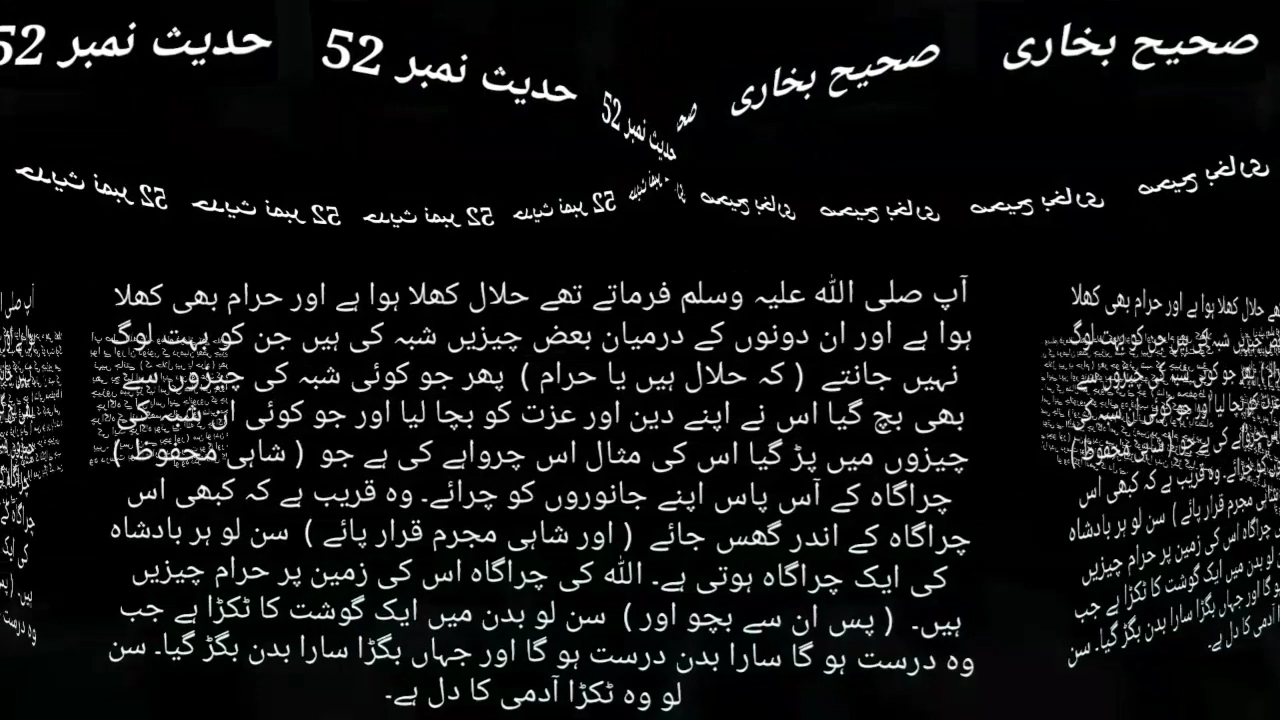 صحیح بخاری
حدیث نمبر 52
آپ صلی اللہ علیہ وسلم فرماتے تھے حلال کھلا ہوا ہے اور حرام بھی کھلا
ہوا ہے اور ان دونوں کے درمیان بعض چیزیں شبہ کی ہیں جن کو بہت لوگ
نہیں جانتے ( کہ حلال ہیں یا حرام ) پھر جو کوئی شبہ کی چیزوں سے
بھی بچ گیا اس نے اپنے دین اور عزت کو بچا لیا اور جو کوئی ان شبہ کی
چیزوں میں پڑ گیا اس کی مثال اس چرواہے کی ہے جو ( شاہی محفوظ )
چراگاہ کے آس پاس اپنے جانوروں کو چرائے۔ وہ قریب ہے کہ کبھی اس
چراگاہ کے اندر گھس جائے ( اور شاہی مجرم قرار پائے ) سن لو ہر بادشاہ
کی ایک چراگاہ ہوتی ہے۔ اللہ کی چراگاہ اس کی زمین پر حرام چیزیں
ہیں۔ ( پس ان سے بچو اور ) سن لو بدن میں ایک گوشت کا ٹکڑا ہے جب
وہ درست ہو گا سارا بدن درست ہو گا اور جہاں بگڑا سارا بدن بگڑ گیا۔ سن
لو وہ ٹکڑا آدمی کا دل ہے۔